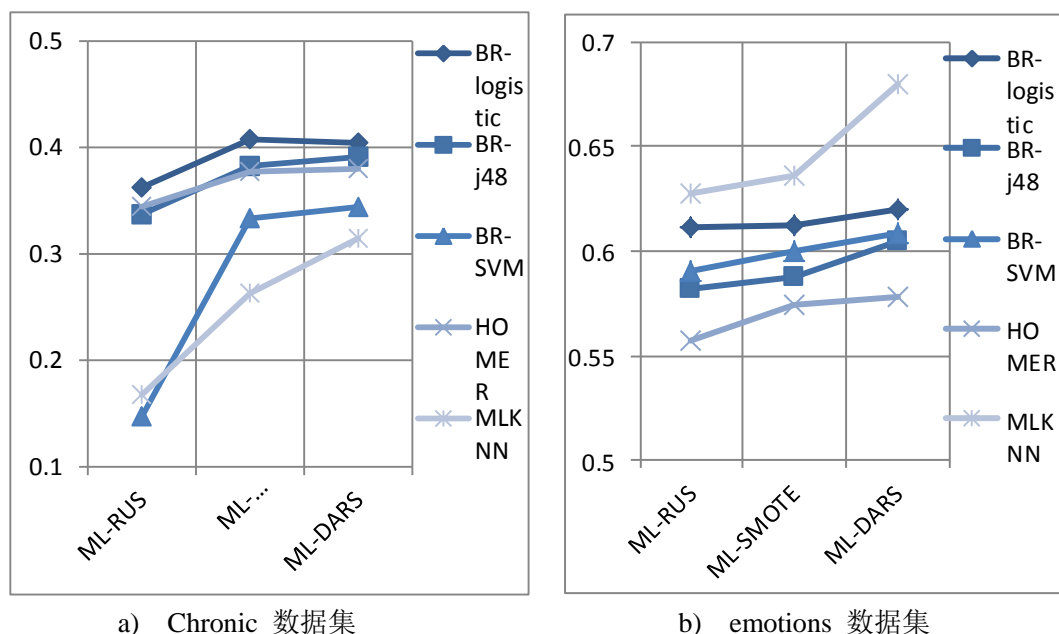 0.5
0.4
0.3
0.2
0.1
ML-RUS
ML-...
ML-DARS
BR-
logis
tic
BR-
j48
BR-
SVM
HO
ME
R
MLK
NN
a) Chronic 数据集
0.7
0.65
0.6
0.55
0.5
ML-RUS
ML-SMOTE
ML-DARS
BR-
logis
tic
BR-
j48
BR-
SVM
HO
MER
MLK
NN
b) emotions 数据集